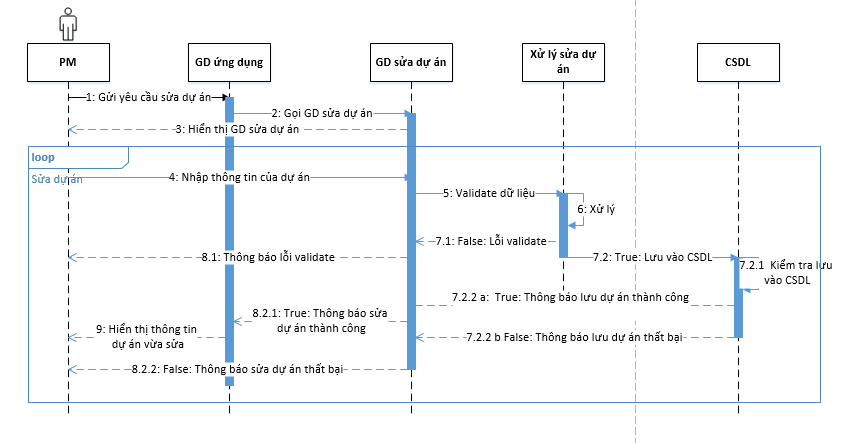 PM
GD ứng dụng
GD sửa dự án
Xử lý sửa dự
án
CSDL
1: Gửi yêu cầu sửa dự án
2: Gọi GD sửa dự án
3: Hiển thị GD sửa dự án
loop
Sửa dự án
4: Nhập thông tin của dự án
5: Validate dữ liệu
6: Xử lý
7.1: False: Lỗi validate
8.1: Thông báo lỗi validate
7.2: True: Lưu vào CSDL
7.2.1 Kiểm tra lưu
vào CSDL
7.2.2 a: True: Thông báo lưu dự án thành công
8.2.1: True: Thông báo sửa
dự án thành công
9: Hiển thị thông tin
dự án vừa sửa
7.2.2 b False: Thông báo lưu dự án thất bại
8.2.2: False: Thông báo sửa dự án thất bại